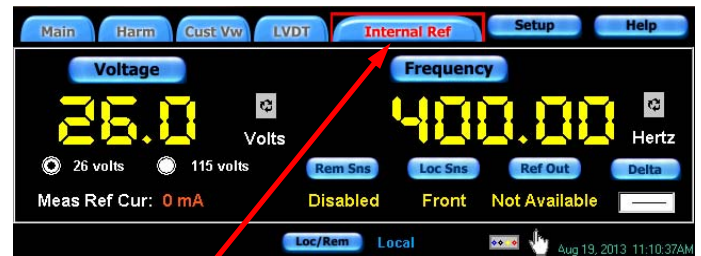 Main Harm Cust Vw LVDT Internal Ref Setup Help
Voltage Frequency
26.0 Volts 400.00 Hertz
26 volts 115 volts Rem Sns Loc Sns Ref Out Delta
Meas Ref Cur: 0 mA Disabled Front Not Available
Loc/Rem Local Aug 19, 2013 11:10:37AM